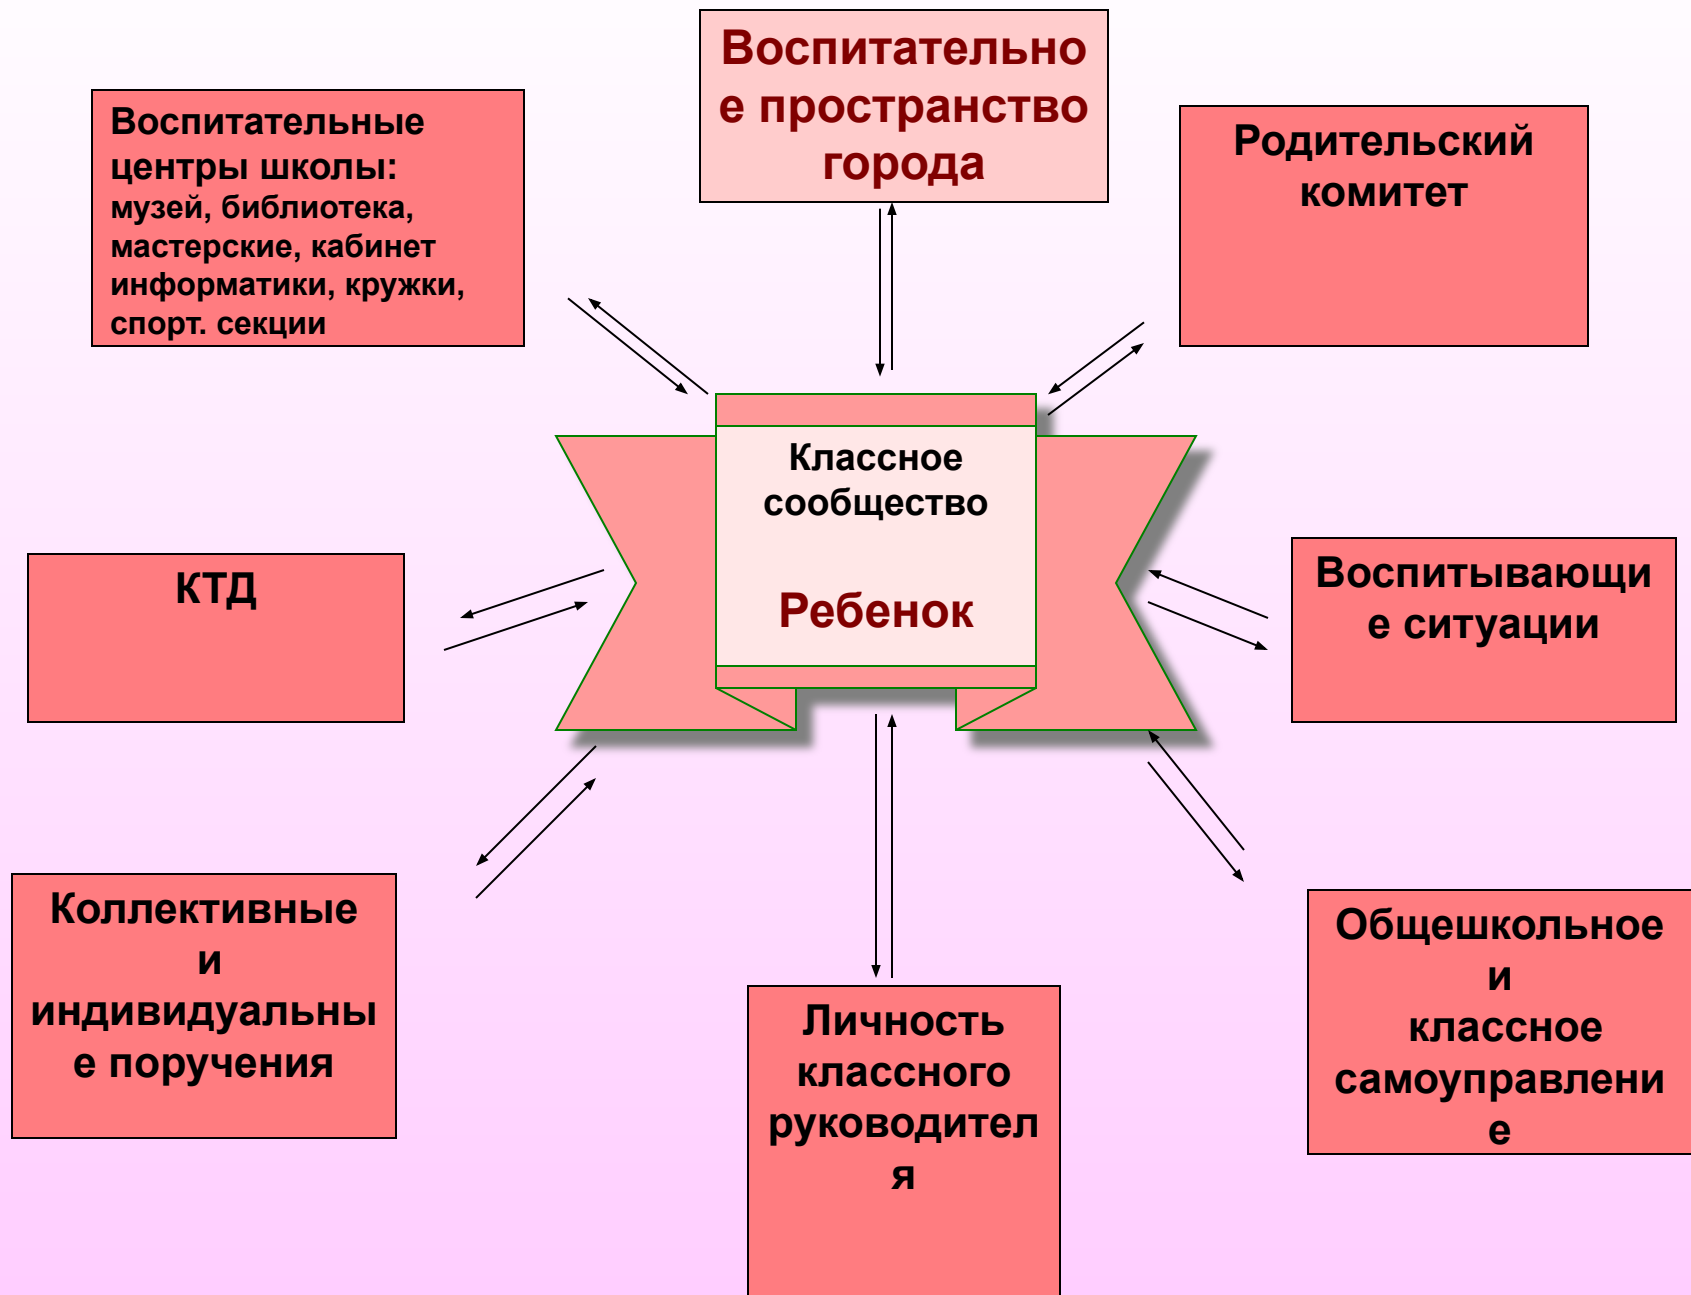 Воспитательно
е пространство
города
Воспитательные
центры школы:
музей, библиотека,
мастерские, кабинет
информатики, кружки,
спорт. секции
Родительский
комитет
Классное
сообщество
Ребенок
КТД
Воспитывающи
е ситуации
Коллективные
и
индивидуальны
е поручения
Личность
классного
руководител
я
Общешкольное
и
классное
самоуправлени
е